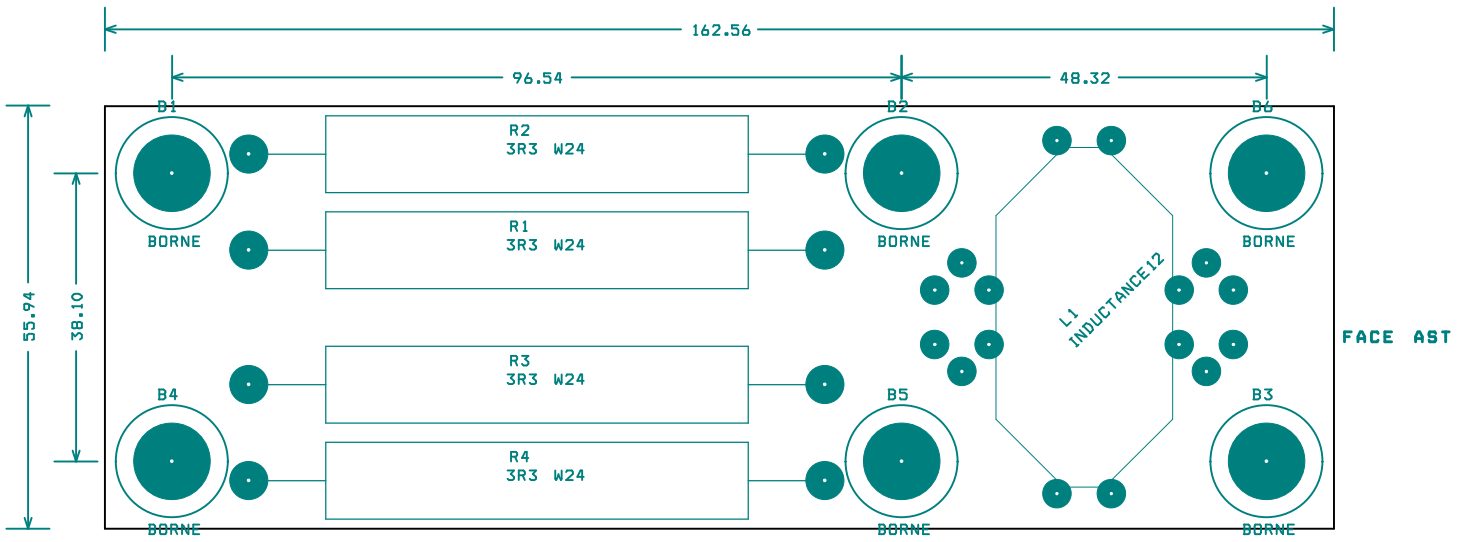 162.56
96.54
48.32
B1
B2
B6
R2
3R3 W24
R1
3R3 W24
BORNE
BORNE
BORNE
55.94
38.10
L1
INDUCTANCE12
FACE AST
R3
3R3 W24
B4
B5
B3
R4
3R3 W24
BORNE
BORNE
BORNE